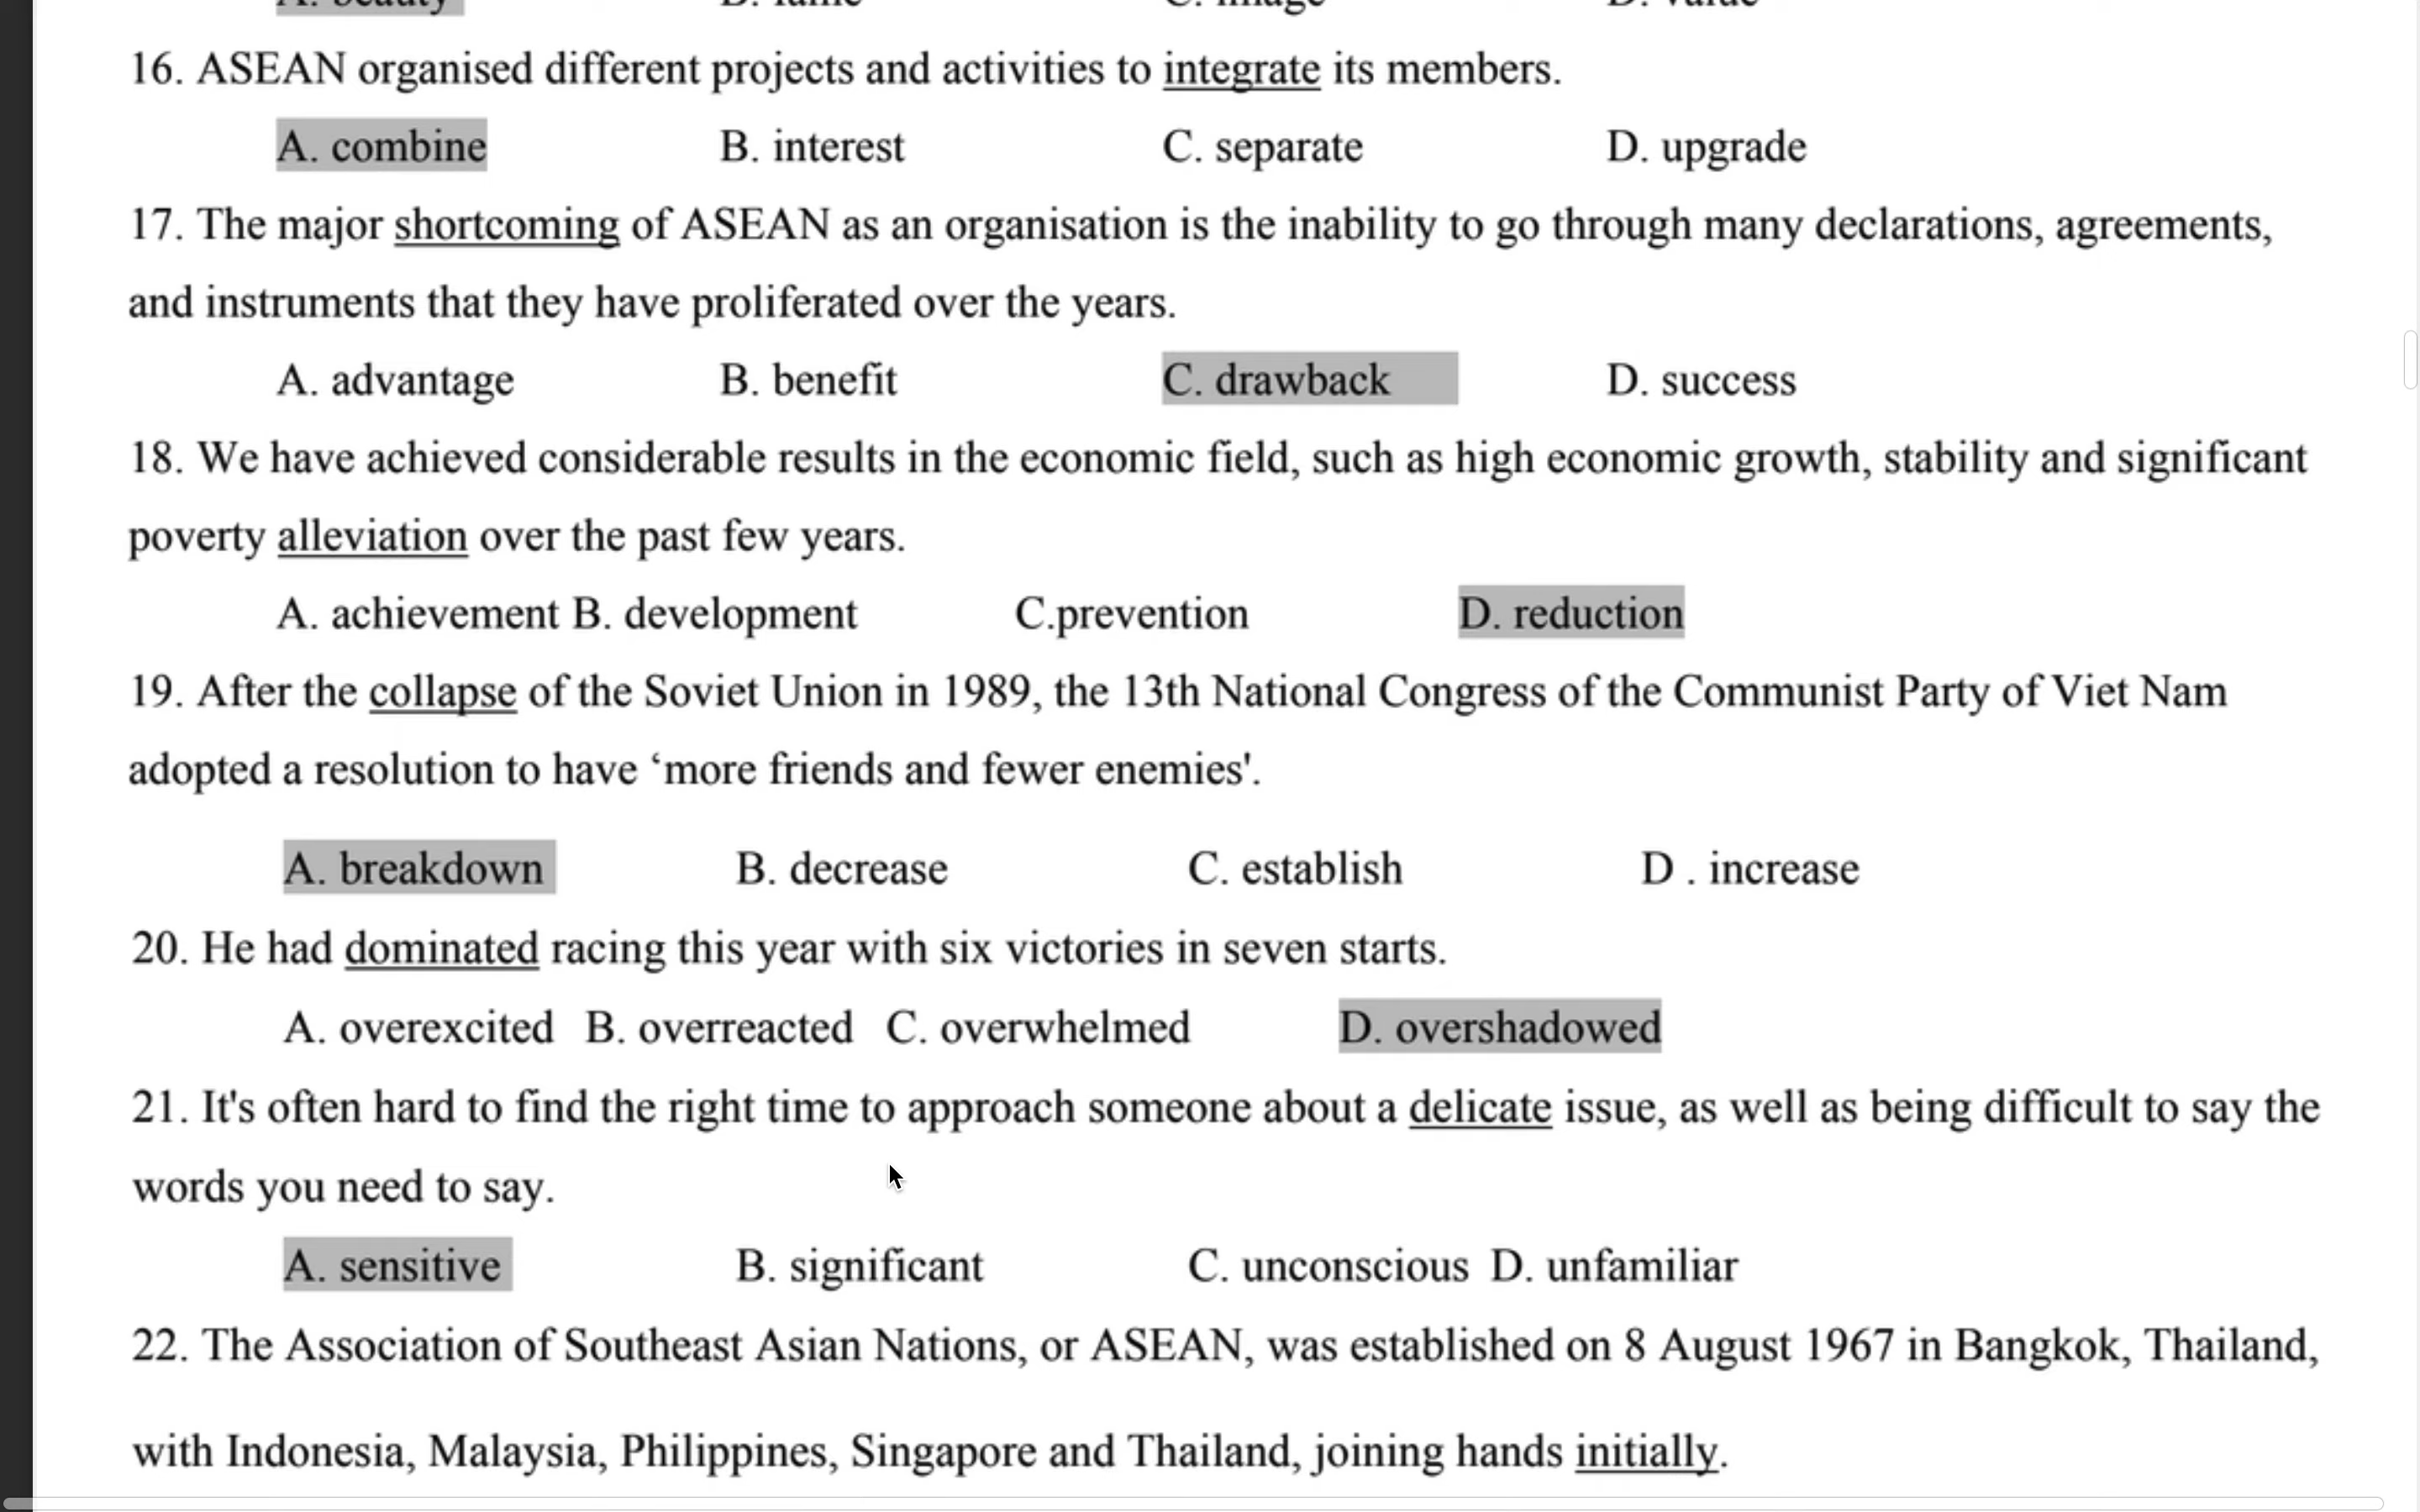 16. ASEAN organised different projects and activities to integrate its members.
A. combine B. interest C. separate D. upgrade
17. The major shortcoming of ASEAN as an organisation is the inability to go through many declarations, agreements,
and instruments that they have proliferated over the years.
A. advantage B. benefit C. drawback D. success
18. We have achieved considerable results in the economic field, such as high economic growth, stability and significant
poverty alleviation over the past few years.
A. achievement B. development C.prevention D. reduction
19. After the collapse of the Soviet Union in 1989, the 13th National Congress of the Communist Party of Viet Nam
adopted a resolution to have ‘more friends and fewer enemies'.
A. breakdown B. decrease C. establish D . increase
20. He had dominated racing this year with six victories in seven starts.
A. overexcited B. overreacted C. overwhelmed D. overshadowed
21. It's often hard to find the right time to approach someone about a delicate issue, as well as being difficult to say the
words you need to say.
A. sensitive B. significant C. unconscious D. unfamiliar
22. The Association of Southeast Asian Nations, or ASEAN, was established on 8 August 1967 in Bangkok, Thailand,
with Indonesia, Malaysia, Philippines, Singapore and Thailand, joining hands initially.